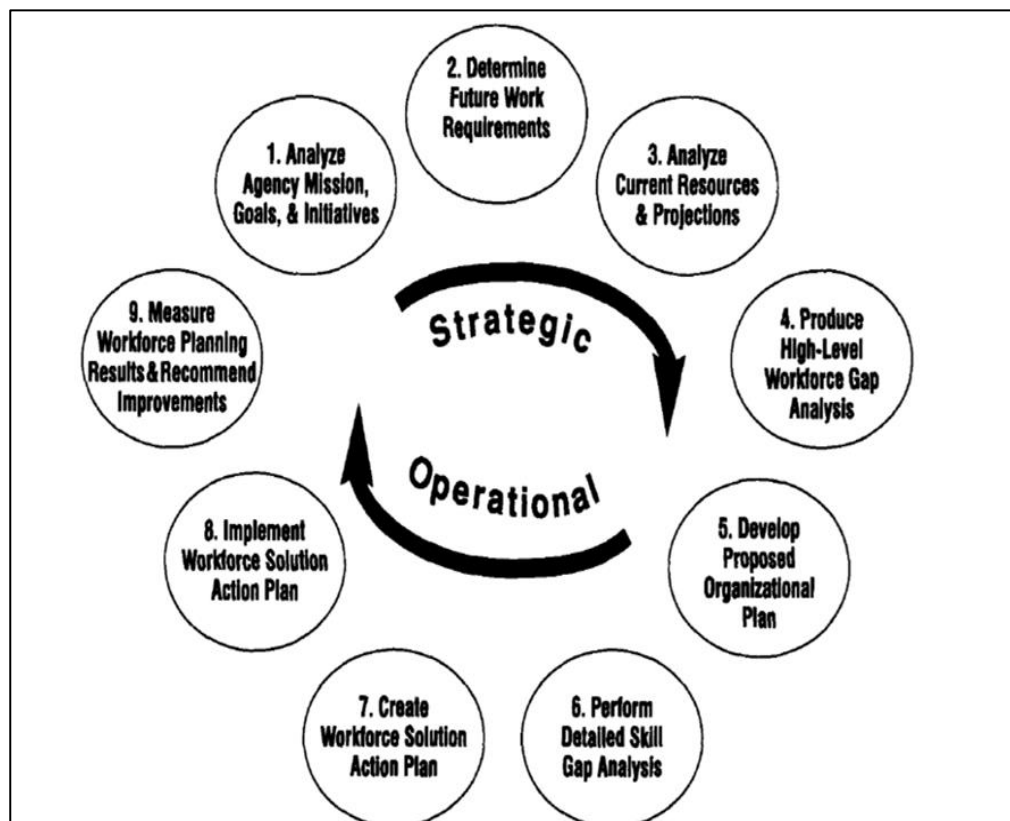 1. Analyze
Agency Mission,
Goals, & Initiatives
2. Determine
Future Work
Requirements
3. Analyze
Current Resources
& Projections
4. Produce
High-Level
Workforce Gap
Analysis
5. Develop
Proposed
Organizational
Plan
6. Perform
Detailed Skill
Gap Analysis
7. Create
Workforce Solution
Action Plan
8. Implement
Workforce Solution
Action Plan
9. Measure
Workforce Planning
Results & Recommend
Improvements
Strategic
Operational